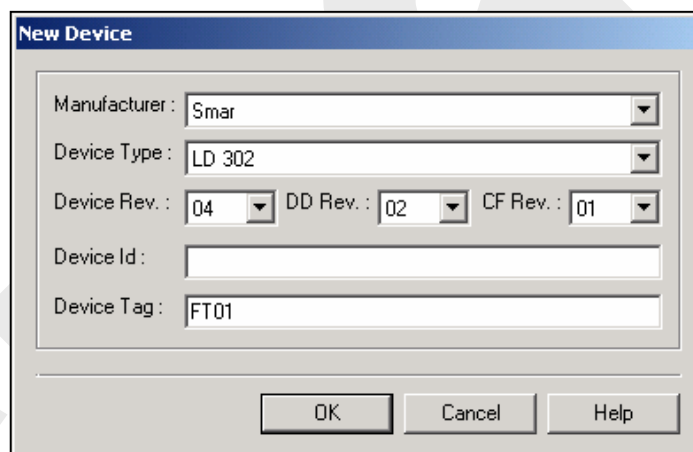 New Device
Manufacturer : Smar
Device Type : LD 302
Device Rev. : 04 DD Rev. : 02 CF Rev. : 01
Device Id :
Device Tag : FT01
OK Cancel Help